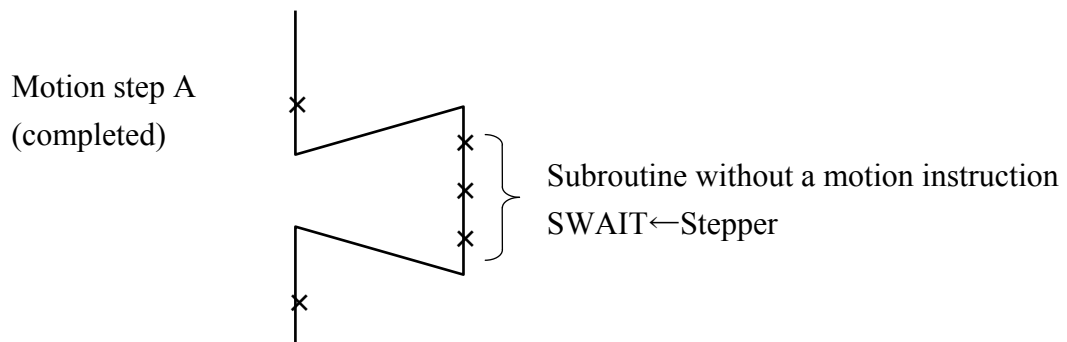 Motion step A
(completed)
Subroutine without a motion instruction
SWAIT←Stepper